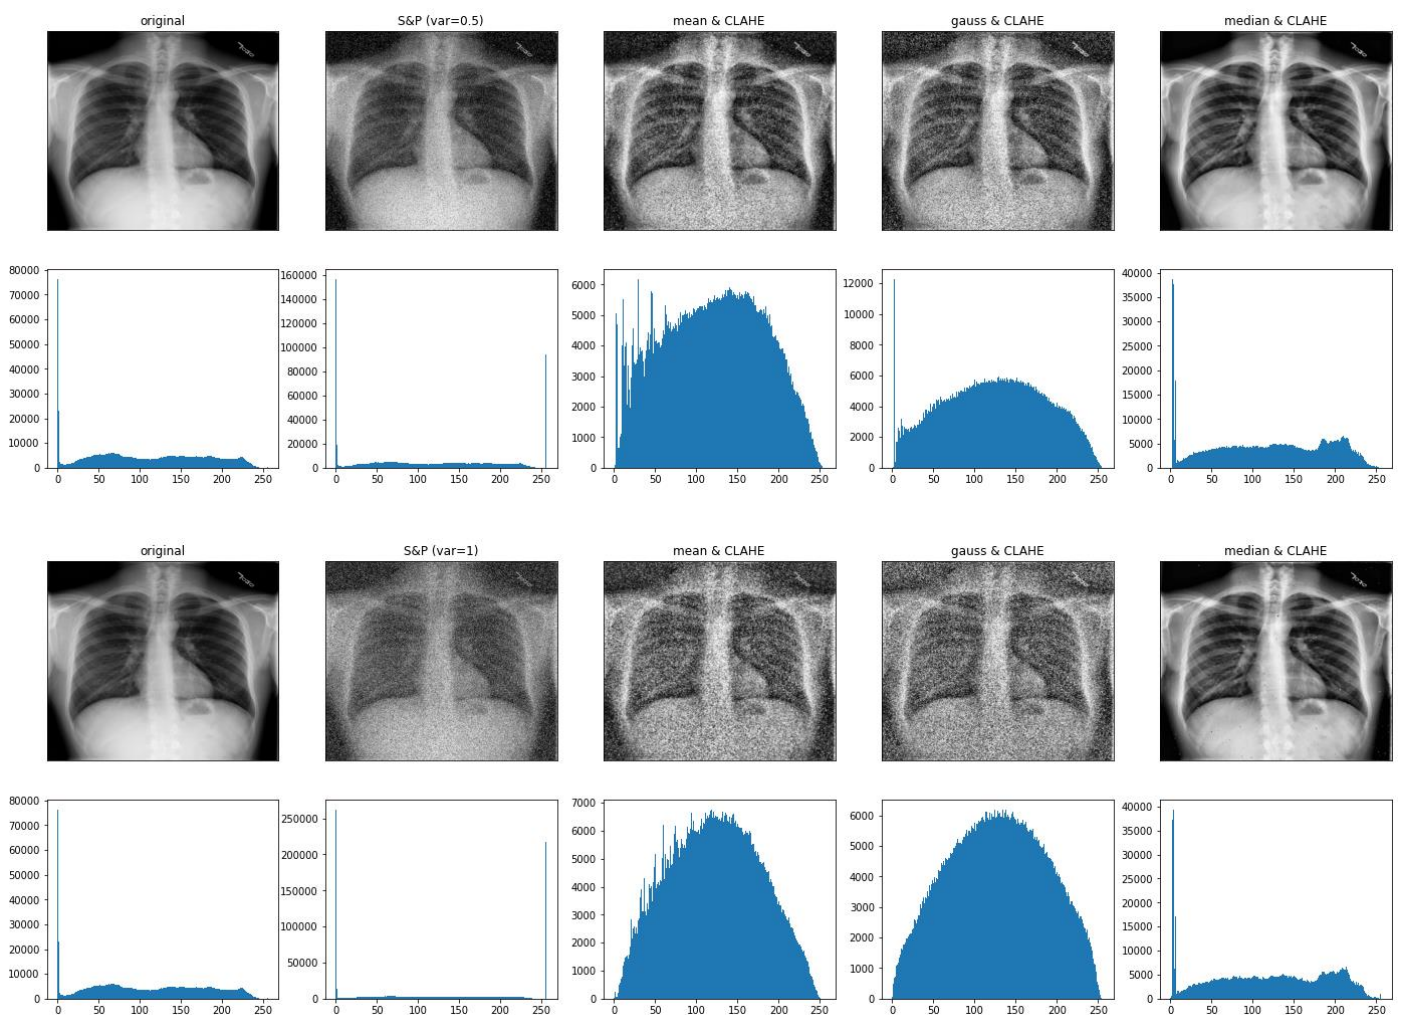 original S&P (var=0.5) mean & CLAHE gauss & CLAHE median & CLAHE
80000 70000 60000 50000 40000 30000 20000 10000 0
0 50 100 150 200 250
160000 140000 120000 100000 80000 60000 40000 20000 0
0 50 100 150 200 250
6000 5000 4000 3000 2000 1000 0
0 50 100 150 200 250
12000 10000 8000 6000 4000 2000 0
0 50 100 150 200 250
40000 35000 30000 25000 20000 15000 10000 5000 0
0 50 100 150 200 250
original S&P (var=1) mean & CLAHE gauss & CLAHE median & CLAHE
80000 70000 60000 50000 40000 30000 20000 10000 0
0 50 100 150 200 250
250000 200000 150000 100000 50000 0
0 50 100 150 200 250
7000 6000 5000 4000 3000 2000 1000 0
0 50 100 150 200 250
6000 5000 4000 3000 2000 1000 0
0 50 100 150 200 250
40000 35000 30000 25000 20000 15000 10000 5000 0
0 50 100 150 200 250